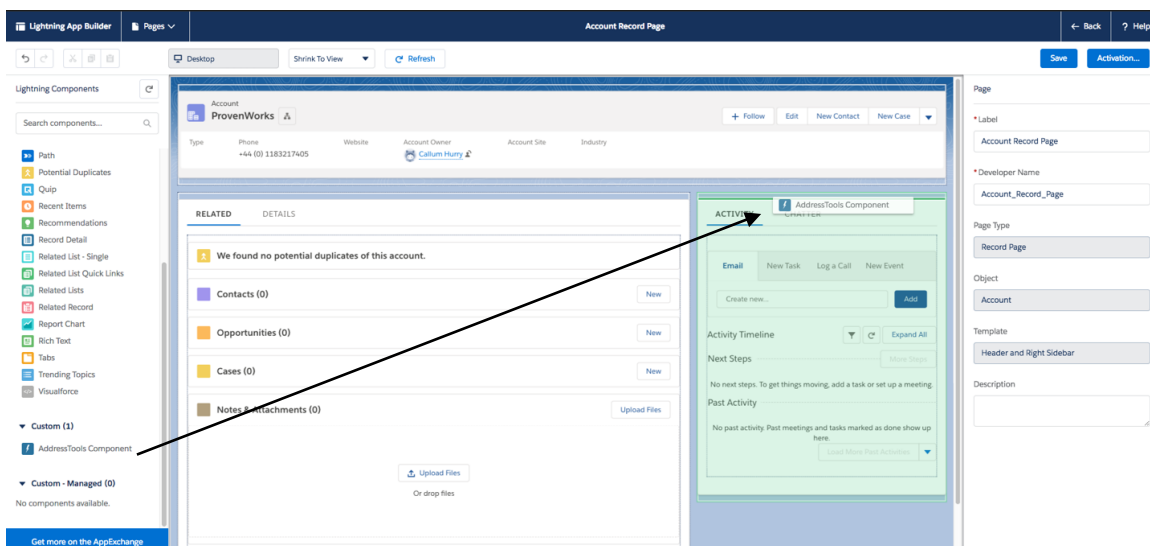 Lightning App Builder
Pages
Account Record Page
Back
? Help
Desktop
Shrink To View
Refresh
Save
Activation...
Lightning Components
Search components...
Path
Potential Duplicates
Quip
Recent Items
Recommendations
Record Detail
Related List - Single
Related List Quick Links
Related Lists
Related Record
Report Chart
Rich Text
Tabs
Trending Topics
Visualforce
Custom (1)
AddressTools Component
Custom - Managed (0)
No components available.
Get more on the AppExchange
Account
ProvenWorks
+ Follow
Edit
New Contact
New Case
Type
Phone
Website
Account Owner
Account Site
Industry
+44 (0) 1183217405
Callum Hurry
RELATED
DETAILS
We found no potential duplicates of this account.
Contacts (0)
New
Opportunities (0)
New
Cases (0)
New
Notes & Attachments (0)
Upload Files
Upload Files
Or drop files
AddressTools Component
ACTIVITY
CHATTER
Email
New Task
Log a Call
New Event
Create new...
Add
Activity Timeline
Expand All
Next Steps
More Steps
No next steps. To get things moving, add a task or set up a meeting.
Past Activity
No past activity. Past meetings and tasks marked as done show up
here.
Load More Past Activities
Page
*Label
Account Record Page
*Developer Name
Account_Record_Page
Page Type
Record Page
Object
Account
Template
Header and Right Sidebar
Description